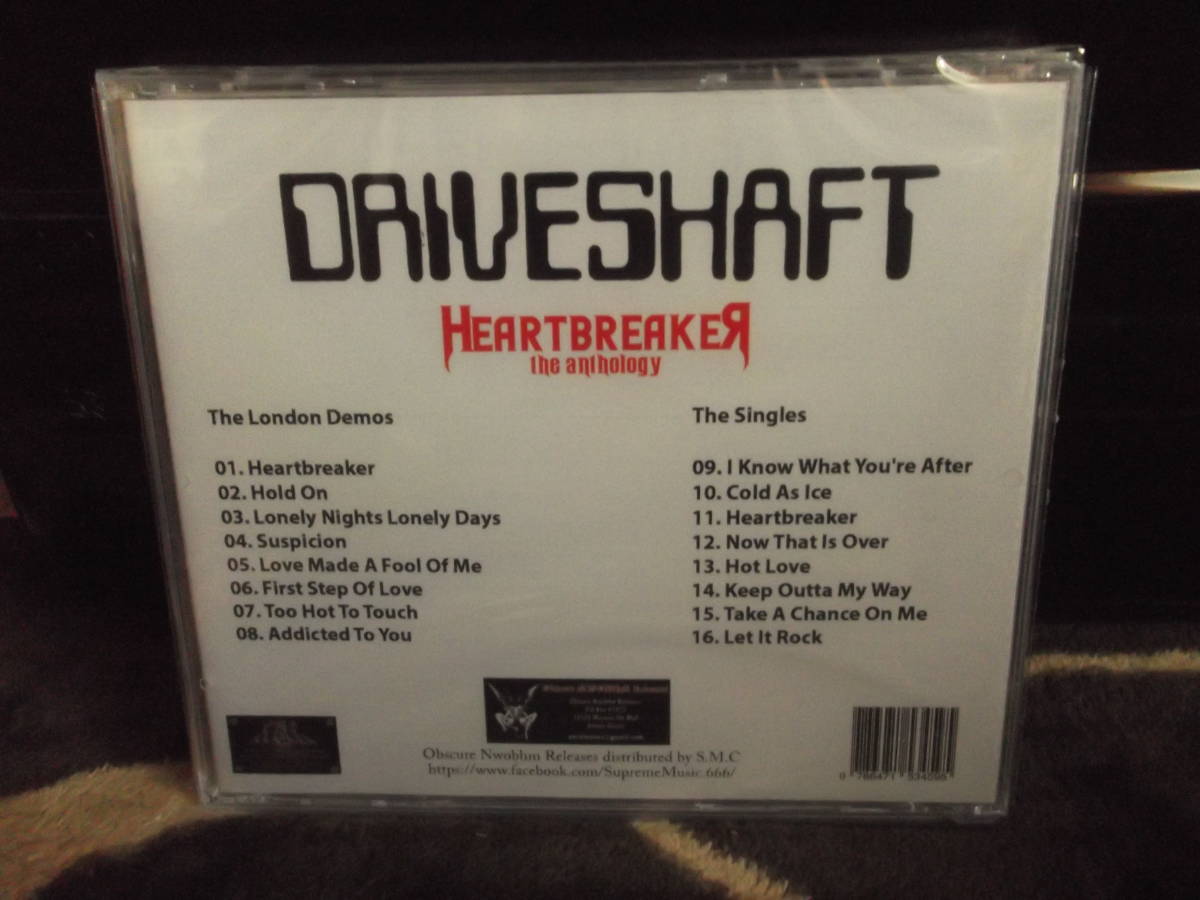 DRIVESHAFT
HEARTBREAKER
the anthology
The London Demos
01. Heartbreaker
02. Hold On
03. Lonely Nights Lonely Days
04. Suspicion
05. Love Made A Fool Of Me
06. First Step Of Love
07. Too Hot To Touch
08. Addicted To You
The Singles
09. I Know What You're After
10. Cold As Ice
11. Heartbreaker
12. Now That Is Over
13. Hot Love
14. Keep Outta My Way
15. Take A Chance On Me
16. Let It Rock
Obscure Nwobhm Releases distributed by S.M.C
https://www.facebook.com/SupremeMusic.666/